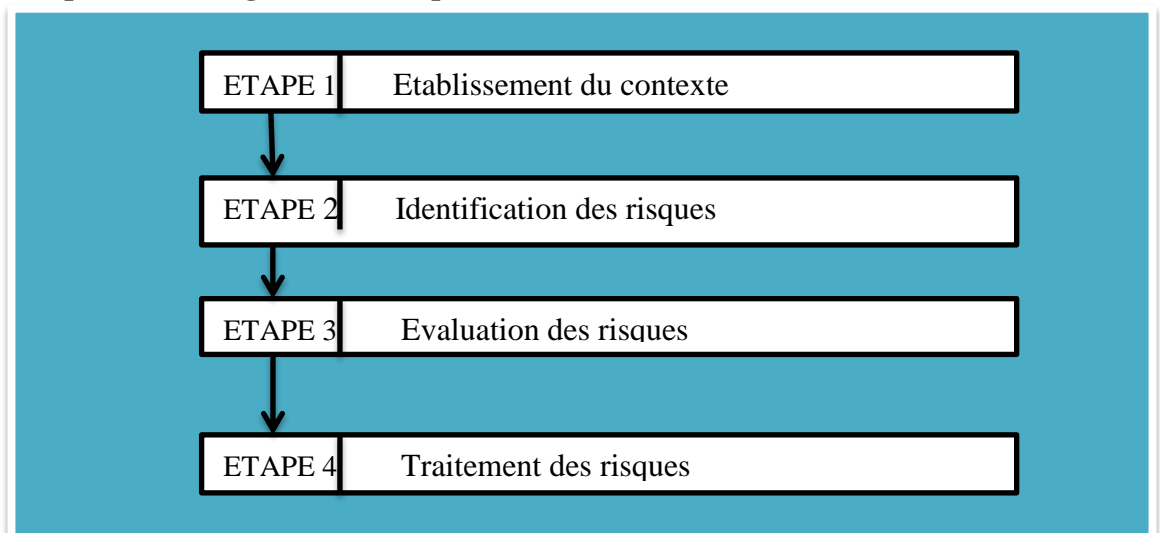 ETAPE 1 Etablissement du contexte
ETAPE 2 Identification des risques
ETAPE 3 Evaluation des risques
ETAPE 4 Traitement des risques